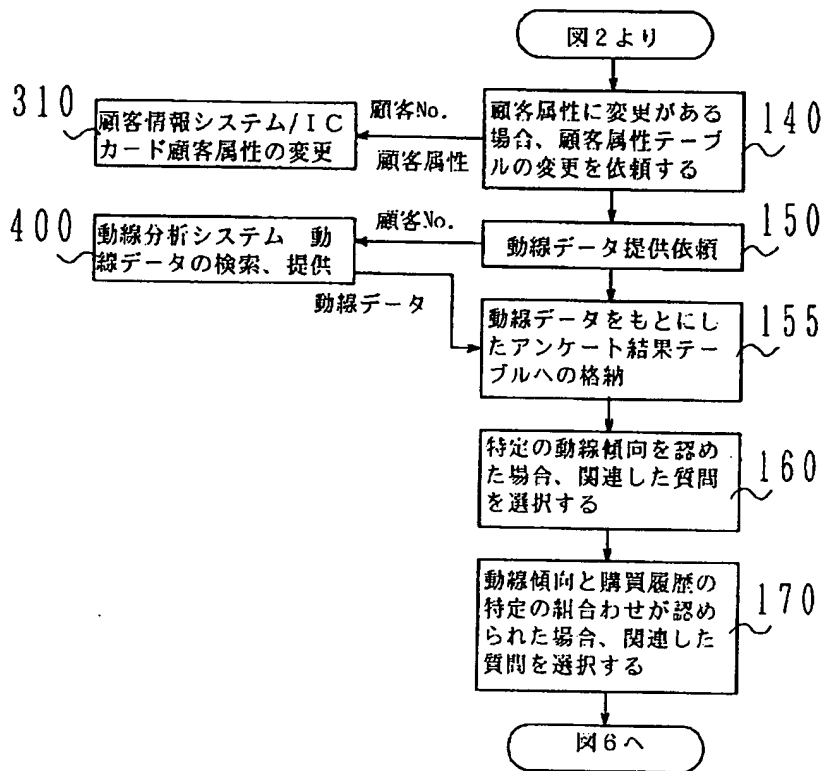 図2より
310
顧客情報システム/IC
カード顧客属性の変更
顧客No.
顧客属性
顧客属性に変更がある
場合、顧客属性テーブ
ルの変更を依頼する
140
400
動線分析システム 動
線データの検索、提供
顧客No.
動線データ
動線データ提供依頼
150
動線データをもとにし
たアンケート結果テー
ブルへの格納
155
特定の動線傾向を認め
た場合、関連した質問
を選択する
160
動線傾向と購買履歴の
特定の組合わせが認め
られた場合、関連した
質問を選択する
170
図6へ